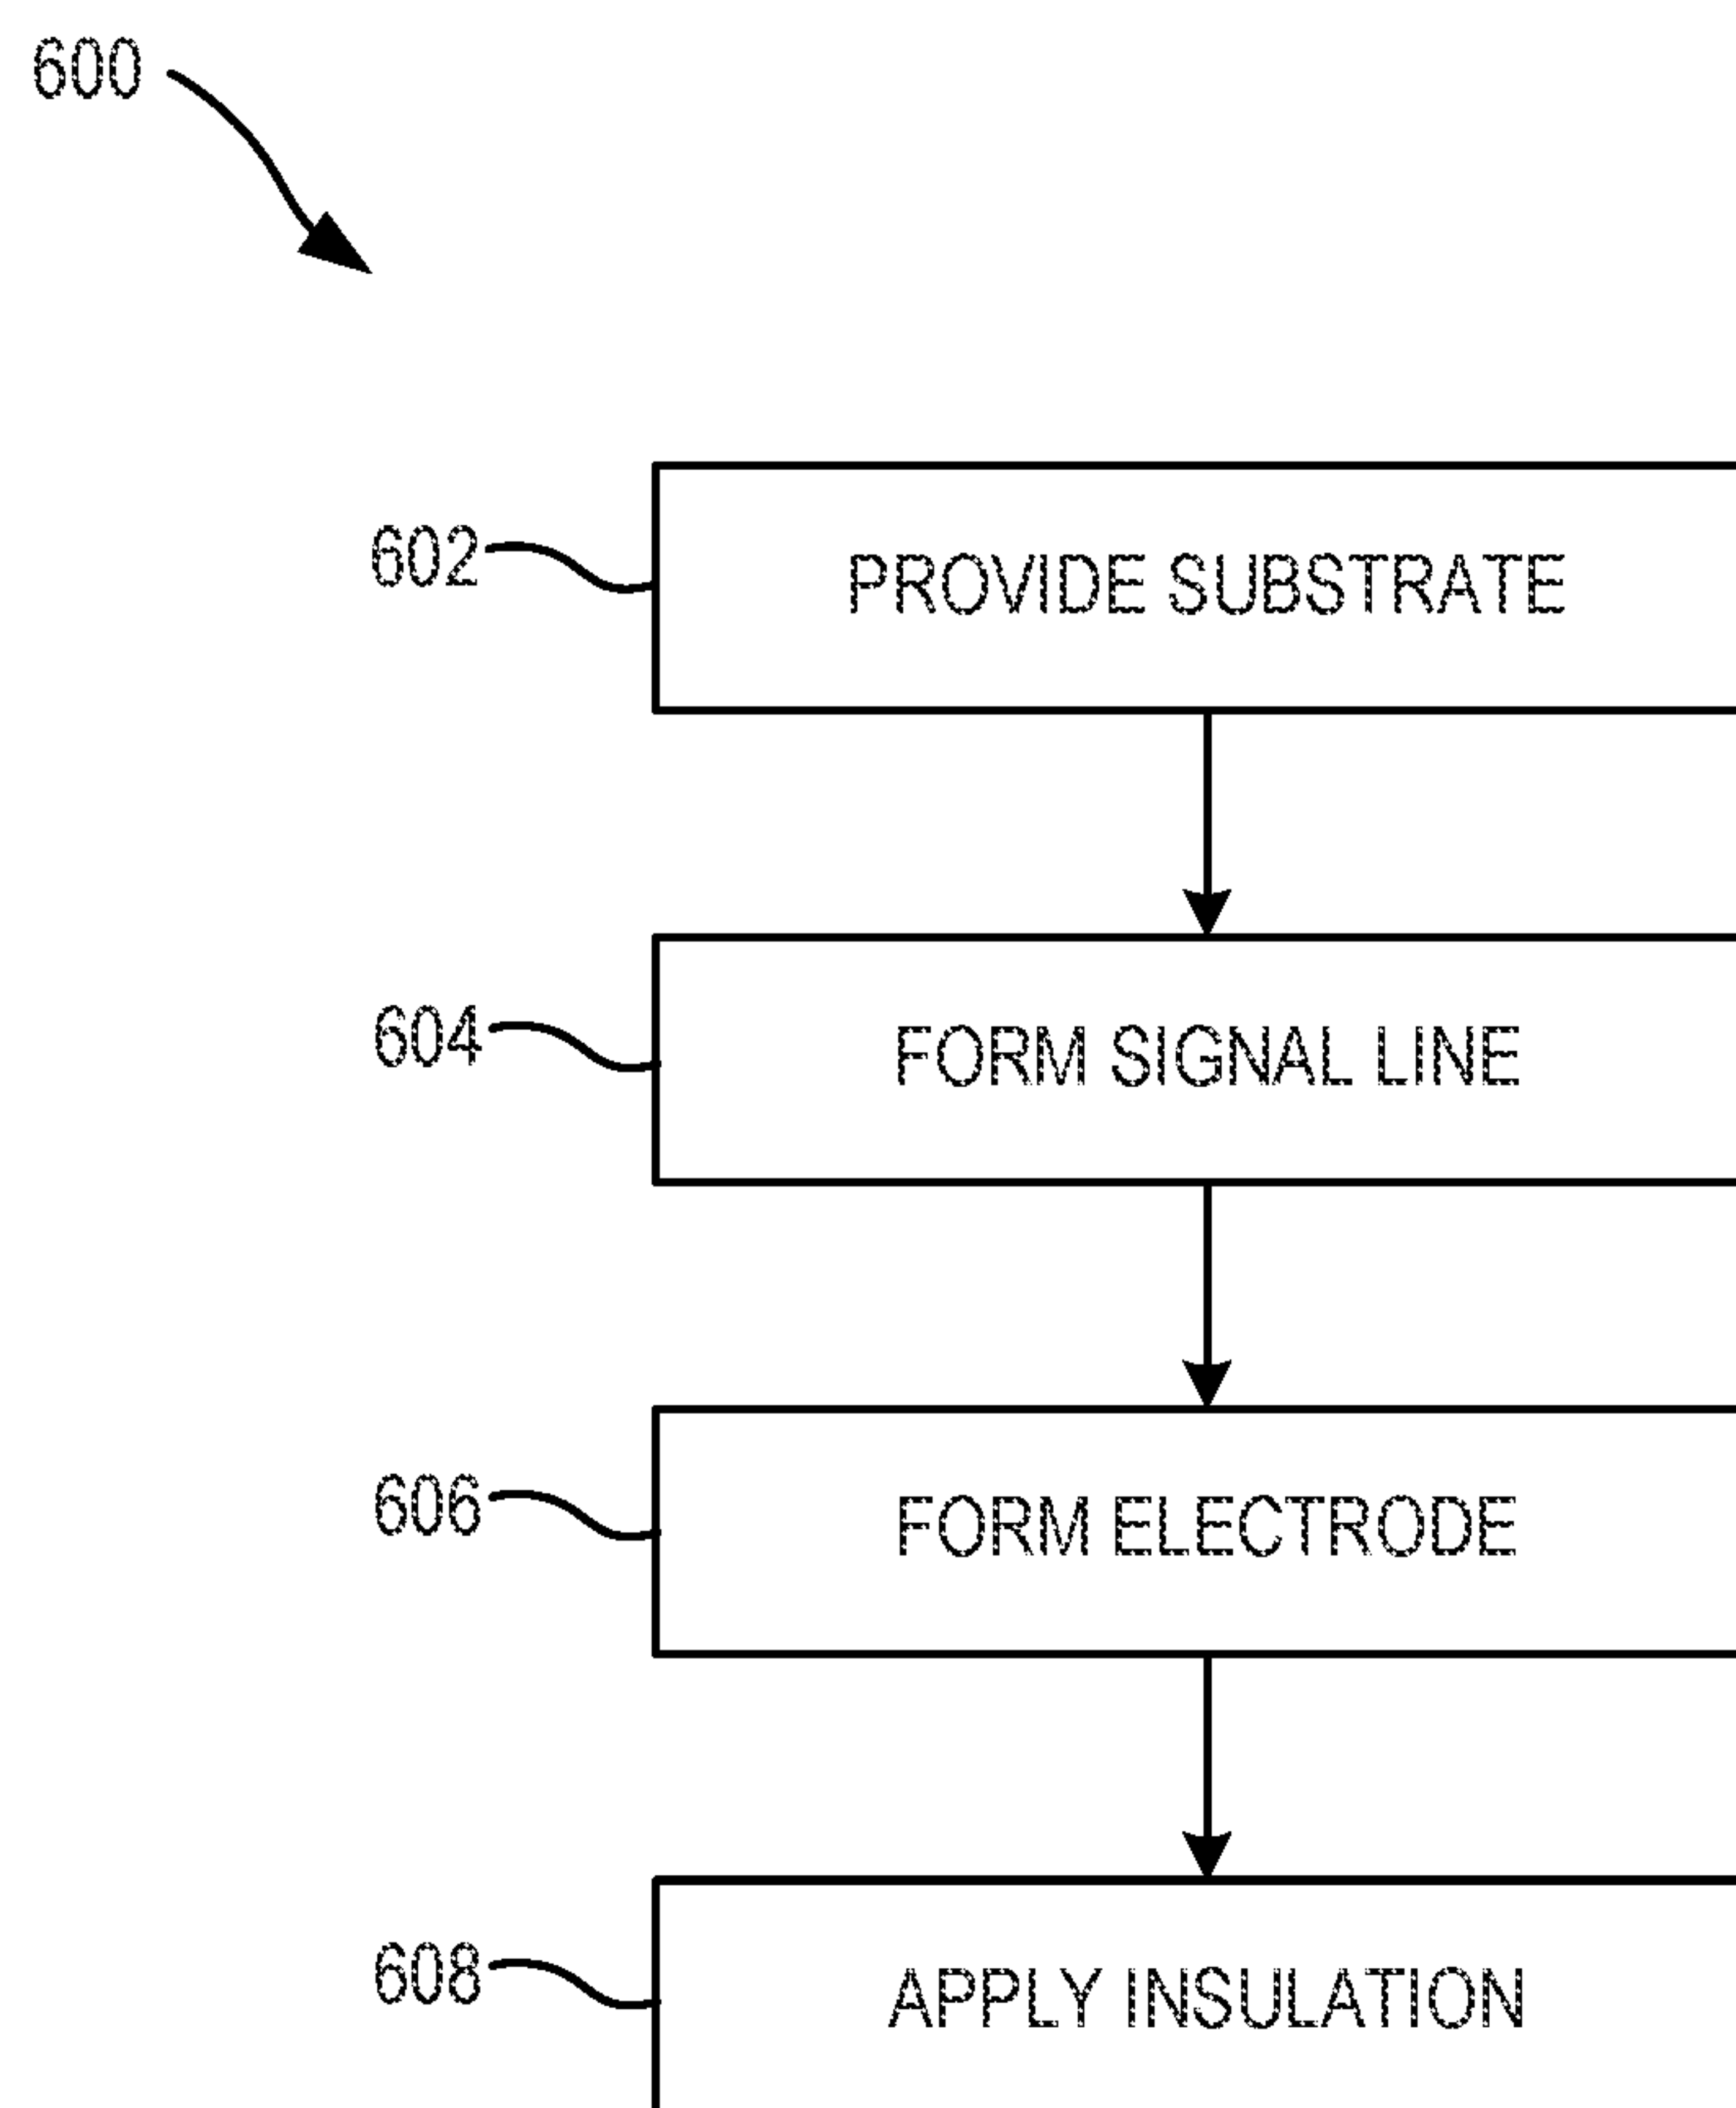 600
602 PROVIDE SUBSTRATE
604 FORM SIGNAL LINE
606 FORM ELECTRODE
608 APPLY INSULATION